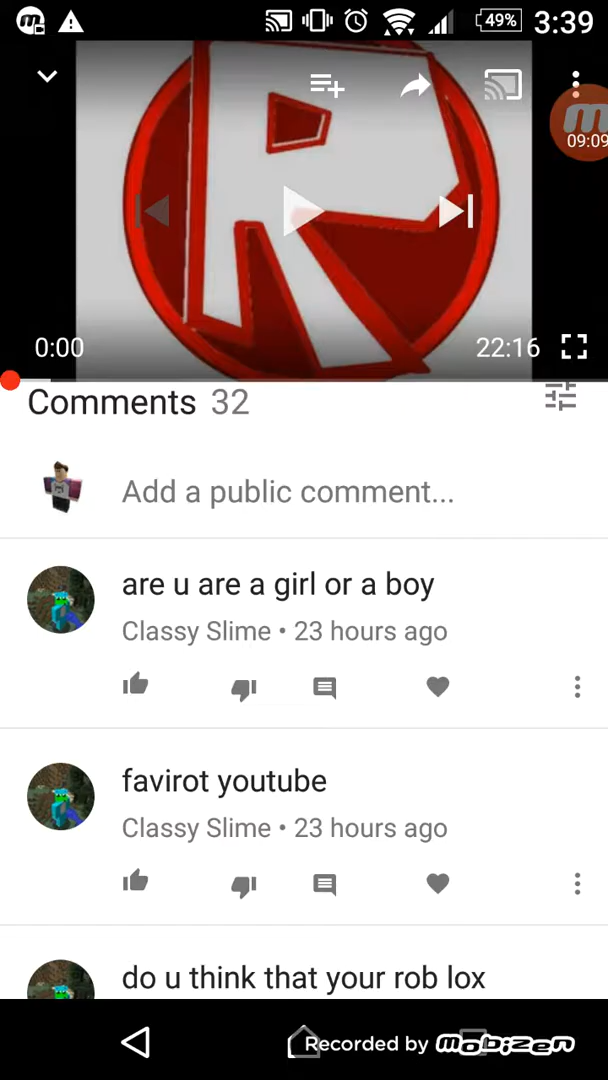 49% 3:39
09:09
0:00 22:16
Comments 32
Add a public comment...
are u are a girl or a boy
Classy Slime • 23 hours ago
favirot youtube
Classy Slime • 23 hours ago
do u think that your rob lox
Recorded by mobizen